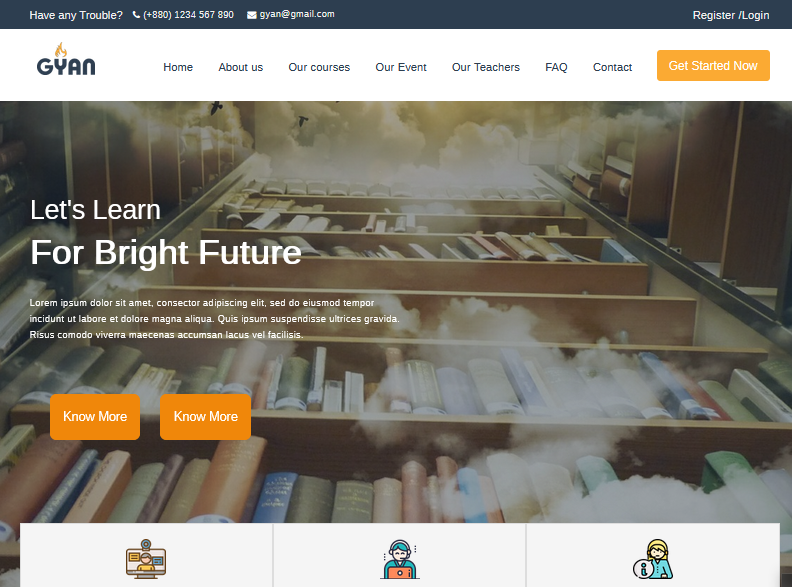 Have any Trouble? (+880) 1234 567 890 gyan@gmail.com Register /Login
GYAN
Home About us Our courses Our Event Our Teachers FAQ Contact Get Started Now
Let's Learn
For Bright Future
Lorem ipsum dolor sit amet, consector adipiscing elit, sed do eiusmod tempor
incidunt ut labore et dolore magna aliqua. Quis ipsum suspendisse ultrices gravida.
Risus comodo viverra maecenas accumsan lacus vel facilisis.
Know More Know More